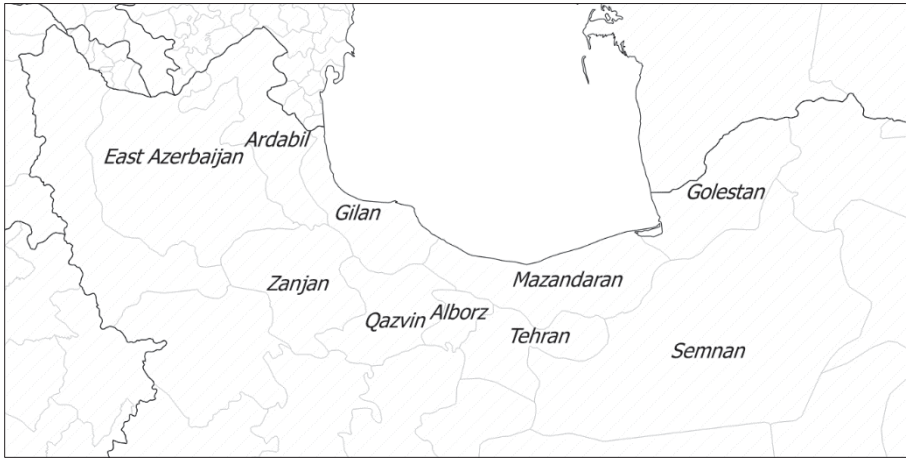 Ardabil
East Azerbaijan
Golestan
Gilan
Mazandaran
Zanjan
Alborz
Qazvin
Tehran
Semnan